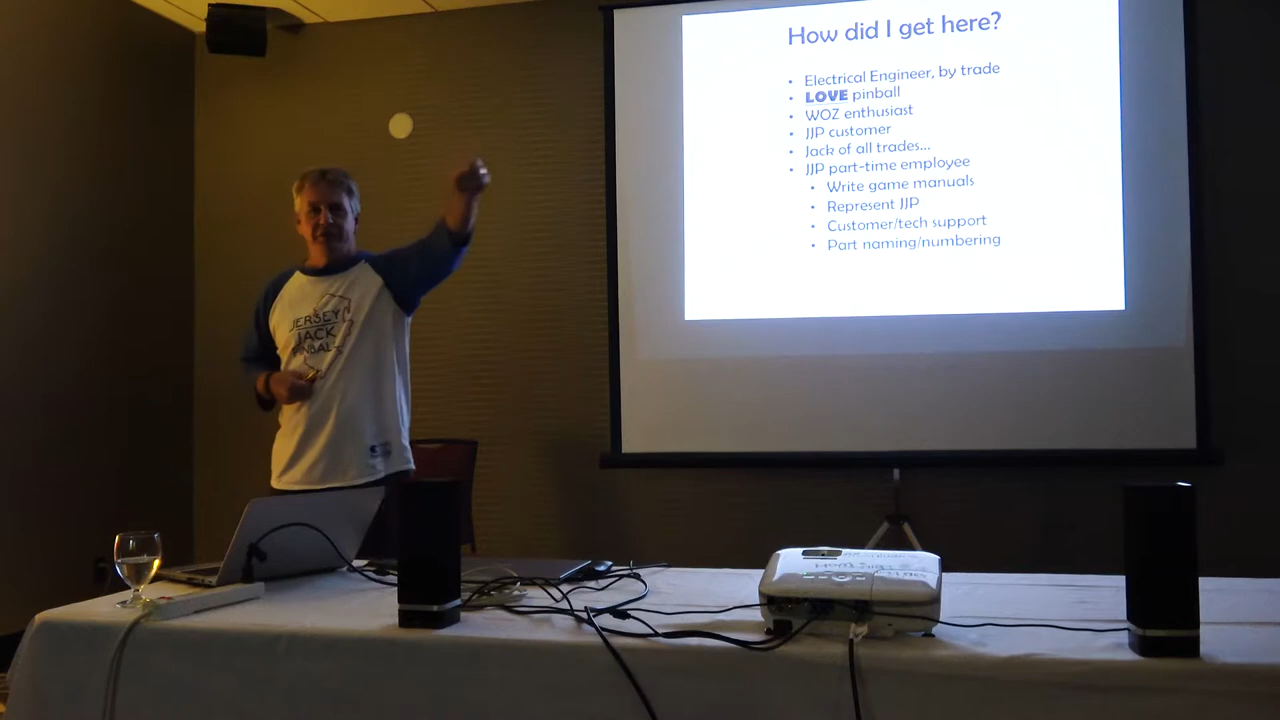 How did I get here?
• Electrical Engineer, by trade
• LOVE pinball
• WOZ enthusiast
• JJP customer
• Jack of all trades...
• JJP part-time employee
• Write game manuals
• Represent JJP
• Customer/tech support
• Part naming/numbering
JERSEY
JACK
PINBALL